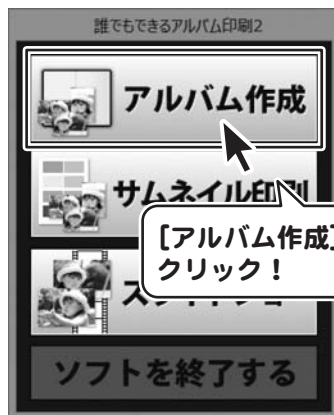 誰でもできるアルバム印刷2
アルバム作成
サムネイル印刷
[アルバム作成]
クリック！
ソフトを終了する